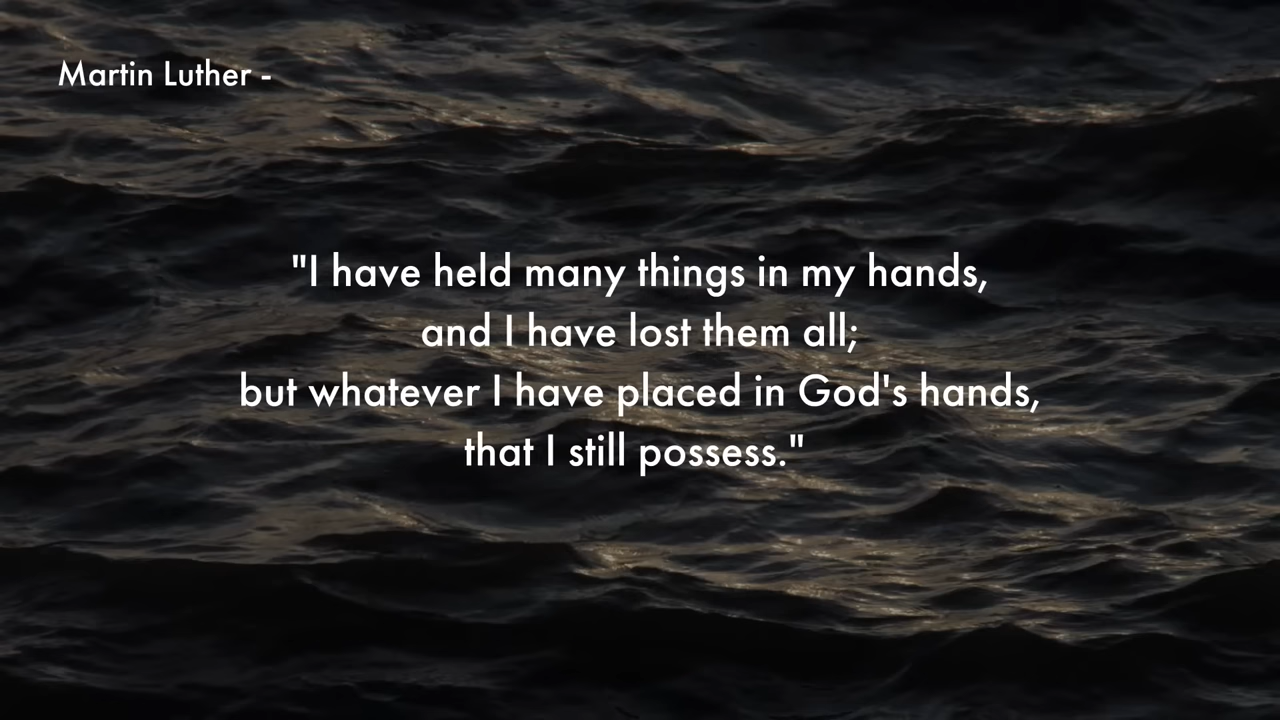 Martin Luther -
"I have held many things in my hands,
and I have lost them all;
but whatever I have placed in God's hands,
that I still possess."